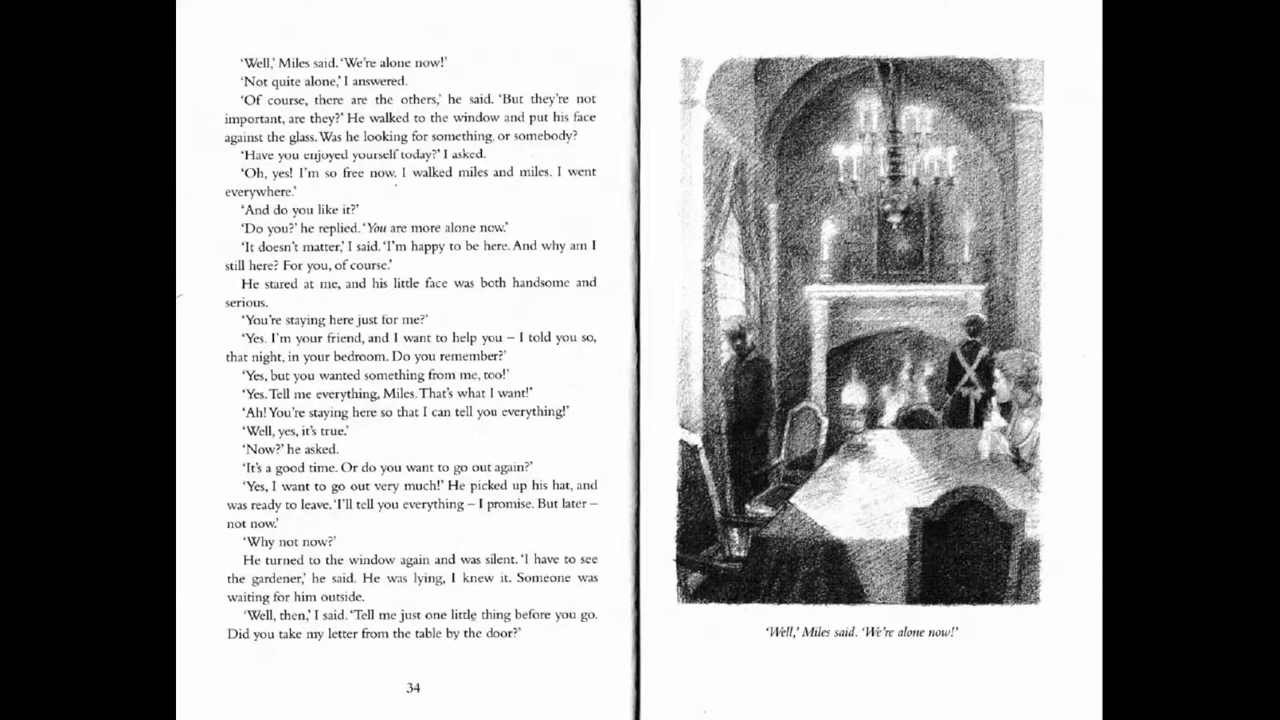 ‘Well,’ Miles said. ‘We’re alone now!’
‘Not quite alone,’ I answered.
‘Of course, there are the others,’ he said. ‘But they’re not
important, are they?’ He walked to the window and put his face
against the glass. Was he looking for something, or somebody?
‘Have you enjoyed yourself today?’ I asked.
‘Oh, yes! I’m so free now. I walked miles and miles. I went
everywhere.’
‘And do you like it?’
‘Do you?’ he replied. ‘You are more alone now.’
‘It doesn’t matter,’ I said. ‘I’m happy to be here. And why am I
still here? For you, of course.’
He stared at me, and his little face was both handsome and
serious.
‘You’re staying here just for me?’
‘Yes. I’m your friend, and I want to help you – I told you so,
that night, in your bedroom. Do you remember?’
‘Yes, but you wanted something from me, too!’
‘Yes. Tell me everything, Miles. That’s what I want!’
‘Ah! You’re staying here so that I can tell you everything!’
‘Well, yes, it’s true.’
‘Now?’ he asked.
‘It’s a good time. Or do you want to go out again?’
‘Yes, I want to go out very much!’ He picked up his hat, and
was ready to leave. ‘I’ll tell you everything – I promise. But later –
not now.’
‘Why not now?’
He turned to the window again and was silent. ‘I have to see
the gardener,’ he said. He was lying, I knew it. Someone was
waiting for him outside.
‘Well, then,’ I said. ‘Tell me just one little thing before you go.
Did you take my letter from the table by the door?’
34
‘Well,’ Miles said. ‘We’re alone now!’